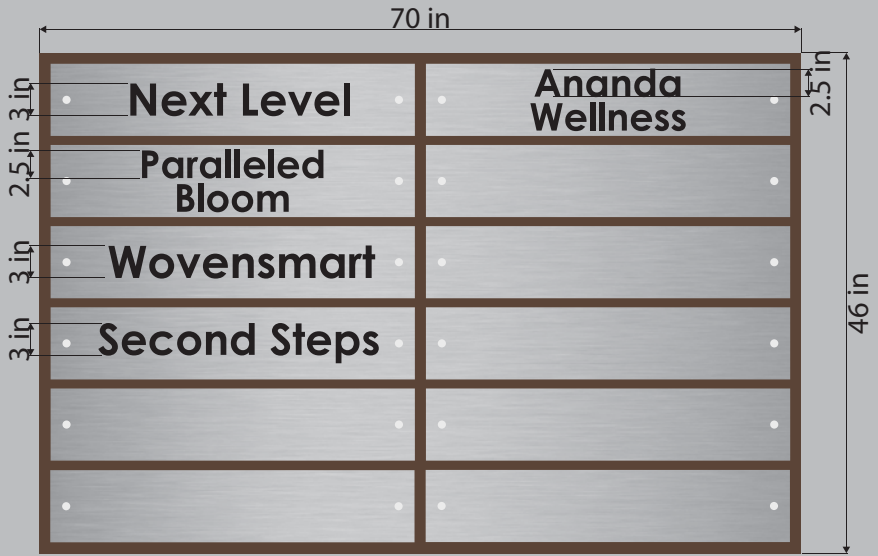 70 in
3 in
Next Level
Ananda
Wellness
2.5 in
2.5 in
Paralleled
Bloom
3 in
Wovensmart
46 in
3 in
Second Steps